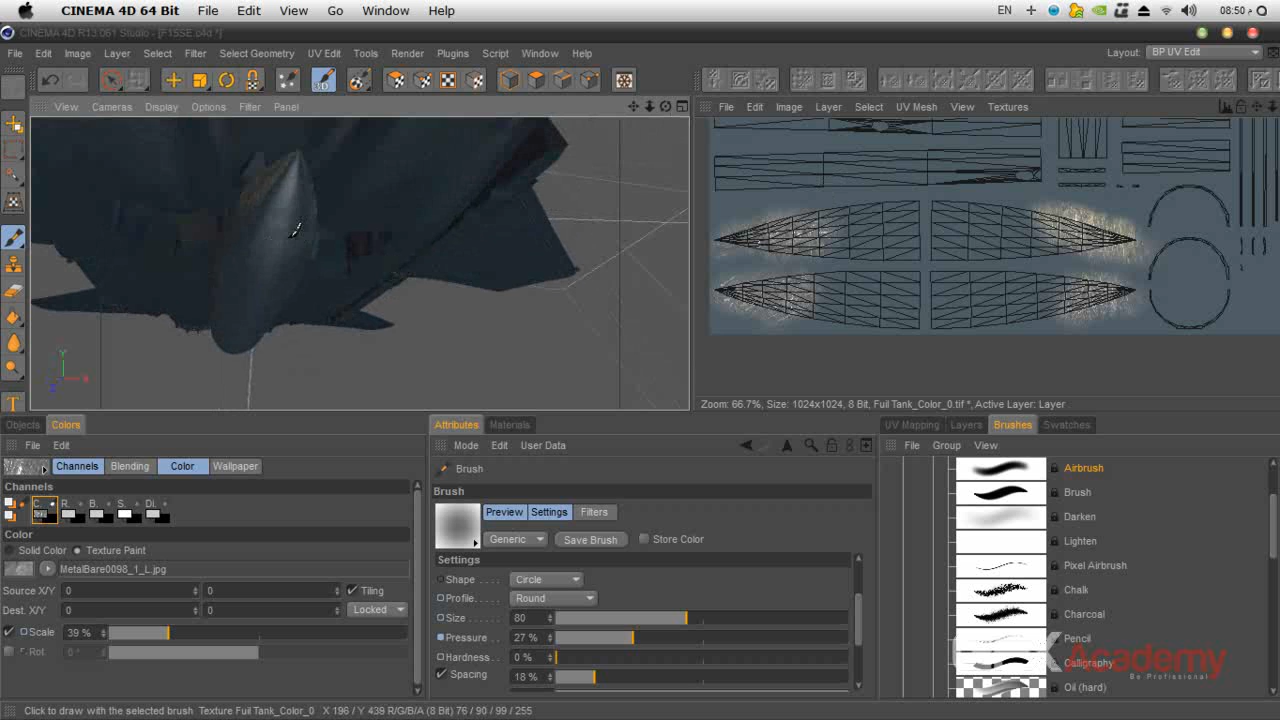 CINEMA 4D 64 Bit File Edit View Go Window Help EN 08:50 م
CINEMA 4D R13.061 Studio - [F15SE.c4d *]
File Edit Image Layer Select Filter Select Geometry UV Edit Tools Render Plugins Script Window Help Layout: BP UV Edit
3D
View Cameras Display Options Filter Panel
File Edit Image Layer Select UV Mesh View Textures
Y
X
Z
Zoom: 66.7%, Size: 1024x1024, 8 Bit, Fuil Tank_Color_0.tif *, Active Layer: Layer
Objects Colors
Attributes Materials
UV Mapping Layers Brushes Swatches
File Edit
Mode Edit User Data
File Group View
Channels Blending Color Wallpaper
Brush
Airbrush
Channels
Brush
Brush
C. R. B. S. Di.
Preview Settings Filters
Darken
Color
Generic Save Brush Store Color
Lighten
Solid Color Texture Paint
Settings
Pixel Airbrush
MetalBare0098_1_L.jpg
Shape . . . . Circle
Chalk
Source X/Y 0 0 Tiling
Profile. . . . . Round
Charcoal
Dest. X/Y 0 0 Locked
Size . . . . . 80
Pencil
Scale 39 %
Pressure . . 27 %
Calligraphy
Rot. 0 °
Hardness. . 0 %
Academy
Spacing 18 %
Be Professional
Oil (hard)
T
Click to draw with the selected brush Texture Fuil Tank_Color_0 X 196 / Y 439 R/G/B/A (8 Bit) 76 / 90 / 99 / 255